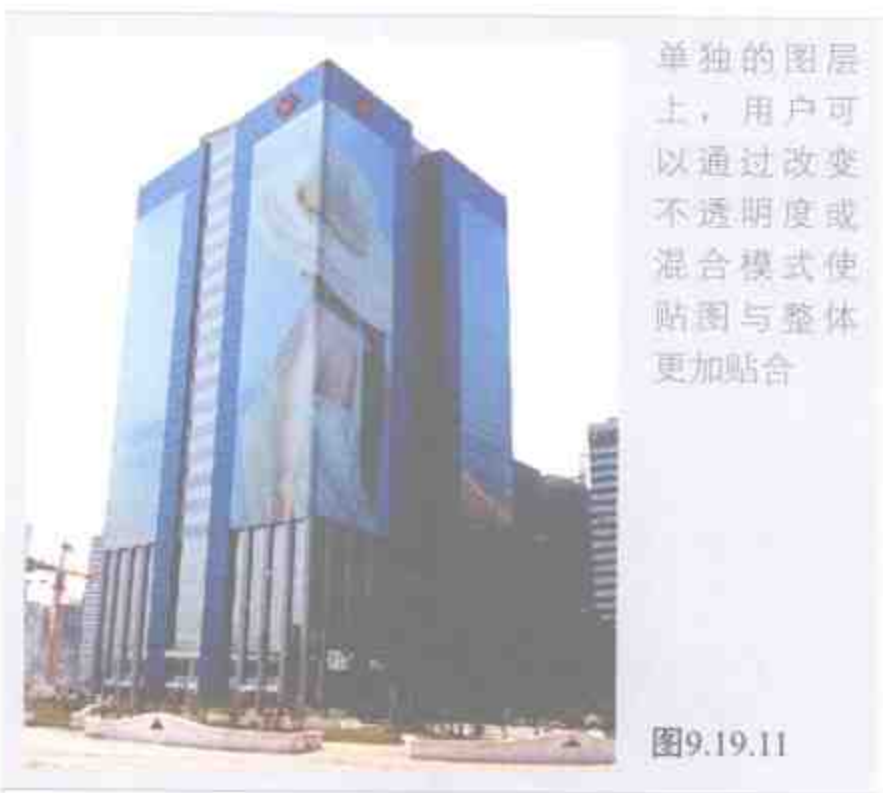 单独的图层
上，用户可
以通过改变
不透明度或
混合模式使
贴图与整体
更加贴合
图9.19.11